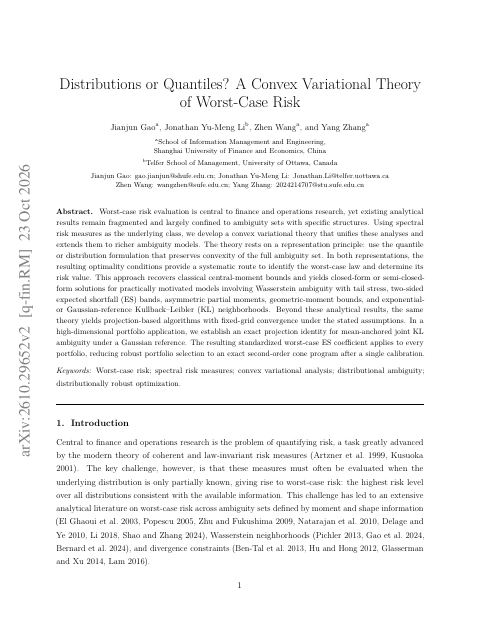 Distributions or Quantiles? A Convex Variational Theory
of Worst-Case Risk
Jianjun Gaoᵃ, Jonathan Yu-Meng Liᵇ, Zhen Wangᵃ, and Yang Zhangᵃ
ᵃSchool of Information Management and Engineering,
Shanghai University of Finance and Economics, China
ᵇTelfer School of Management, University of Ottawa, Canada
Jianjun Gao: gao.jianjun@shufe.edu.cn; Jonathan Yu-Meng Li: Jonathan.Li@telfer.uottawa.ca
Zhen Wang: wangzhen@sufe.edu.cn; Yang Zhang: 2024214707@stu.sufe.edu.cn
Abstract. Worst-case risk evaluation is central to finance and operations research, yet existing analytical
results remain fragmented and largely confined to ambiguity sets with specific structures. Using spectral
risk measures as the underlying class, we develop a convex variational theory that unifies these analyses and
extends them to richer ambiguity models. The theory rests on a representation principle: use the quantile
or distribution formulation that preserves convexity of the full ambiguity set. In both representations, the
resulting optimality conditions provide a systematic route to identify the worst-case law and determine its
risk value. This approach recovers classical central-moment bounds and yields closed-form or semi-closed-
form solutions for practically motivated models involving Wasserstein ambiguity with tail stress, two-sided
expected shortfall (ES) bands, asymmetric partial moments, geometric-moment bounds, and exponential-
or Gaussian-reference Kullback–Leibler (KL) neighborhoods. Beyond these analytical results, the same
theory yields projection-based algorithms with fixed-grid convergence under the stated assumptions. In a
high-dimensional portfolio application, we establish an exact projection identity for mean-anchored joint KL
ambiguity under a Gaussian reference. The resulting standardized worst-case ES coefficient applies to every
portfolio, reducing robust portfolio selection to an exact second-order cone program after a single calibration.
Keywords: Worst-case risk; spectral risk measures; convex variational analysis; distributional ambiguity;
distributionally robust optimization.
1. Introduction
Central to finance and operations research is the problem of quantifying risk, a task greatly advanced
by the modern theory of coherent and law-invariant risk measures (Artzner et al. 1999, Kusuoka
2001). The key challenge, however, is that these measures must often be evaluated when the
underlying distribution is only partially known, giving rise to worst-case risk: the highest risk level
over all distributions consistent with the available information. This challenge has led to an extensive
analytical literature on worst-case risk across ambiguity sets defined by moment and shape information
(El Ghaoui et al. 2003, Popescu 2005, Zhu and Fukushima 2009, Natarajan et al. 2010, Delage and
Ye 2010, Li 2018, Shao and Zhang 2024), Wasserstein neighborhoods (Pichler 2013, Gao et al. 2024,
Bernard et al. 2024), and divergence constraints (Ben-Tal et al. 2013, Hu and Hong 2012, Glasserman
and Xu 2014, Lam 2016).
1
arXiv:2610.29652v2 [q-fin.RM] 23 Oct 2026